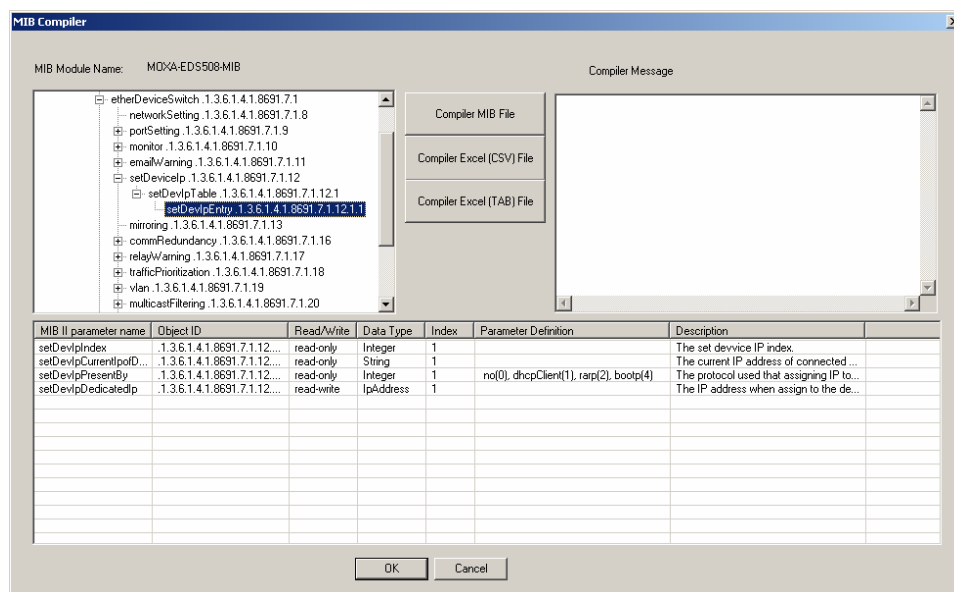 MIB Compiler
MIB Module Name: MOXA-EDS508-MIB
Compiler Message
etherDeviceSwitch .1.3.6.1.4.1.8691.7.1
networkSetting .1.3.6.1.4.1.8691.7.1.8
portSetting .1.3.6.1.4.1.8691.7.1.9
monitor .1.3.6.1.4.1.8691.7.1.10
emailWarning .1.3.6.1.4.1.8691.7.1.11
setDeviceIp .1.3.6.1.4.1.8691.7.1.12
setDevIpTable .1.3.6.1.4.1.8691.7.1.12.1
setDevIpEntry .1.3.6.1.4.1.8691.7.1.12.1.1
mirroring .1.3.6.1.4.1.8691.7.1.13
commRedundancy .1.3.6.1.4.1.8691.7.1.16
relayWarning .1.3.6.1.4.1.8691.7.1.17
trafficPrioritization .1.3.6.1.4.1.8691.7.1.18
vlan .1.3.6.1.4.1.8691.7.1.19
multicastFiltering .1.3.6.1.4.1.8691.7.1.20
Compiler MIB File
Compiler Excel (CSV) File
Compiler Excel (TAB) File
MIB II parameter name Object ID Read/Write Data Type Index Parameter Definition Description
setDevIpIndex .1.3.6.1.4.1.8691.7.1.12.... read-only Integer 1 The set devvice IP index.
setDevIpCurrentIpofD... .1.3.6.1.4.1.8691.7.1.12.... read-only String 1 The current IP address of connected ...
setDevIpPresentBy .1.3.6.1.4.1.8691.7.1.12.... read-only Integer 1 no(0), dhcpClient(1), rarp(2), bootp(4) The protocol used that assigning IP to...
setDevIpDedicatedIp .1.3.6.1.4.1.8691.7.1.12.... read-write IpAddress 1 The IP address when assign to the de...
OK Cancel